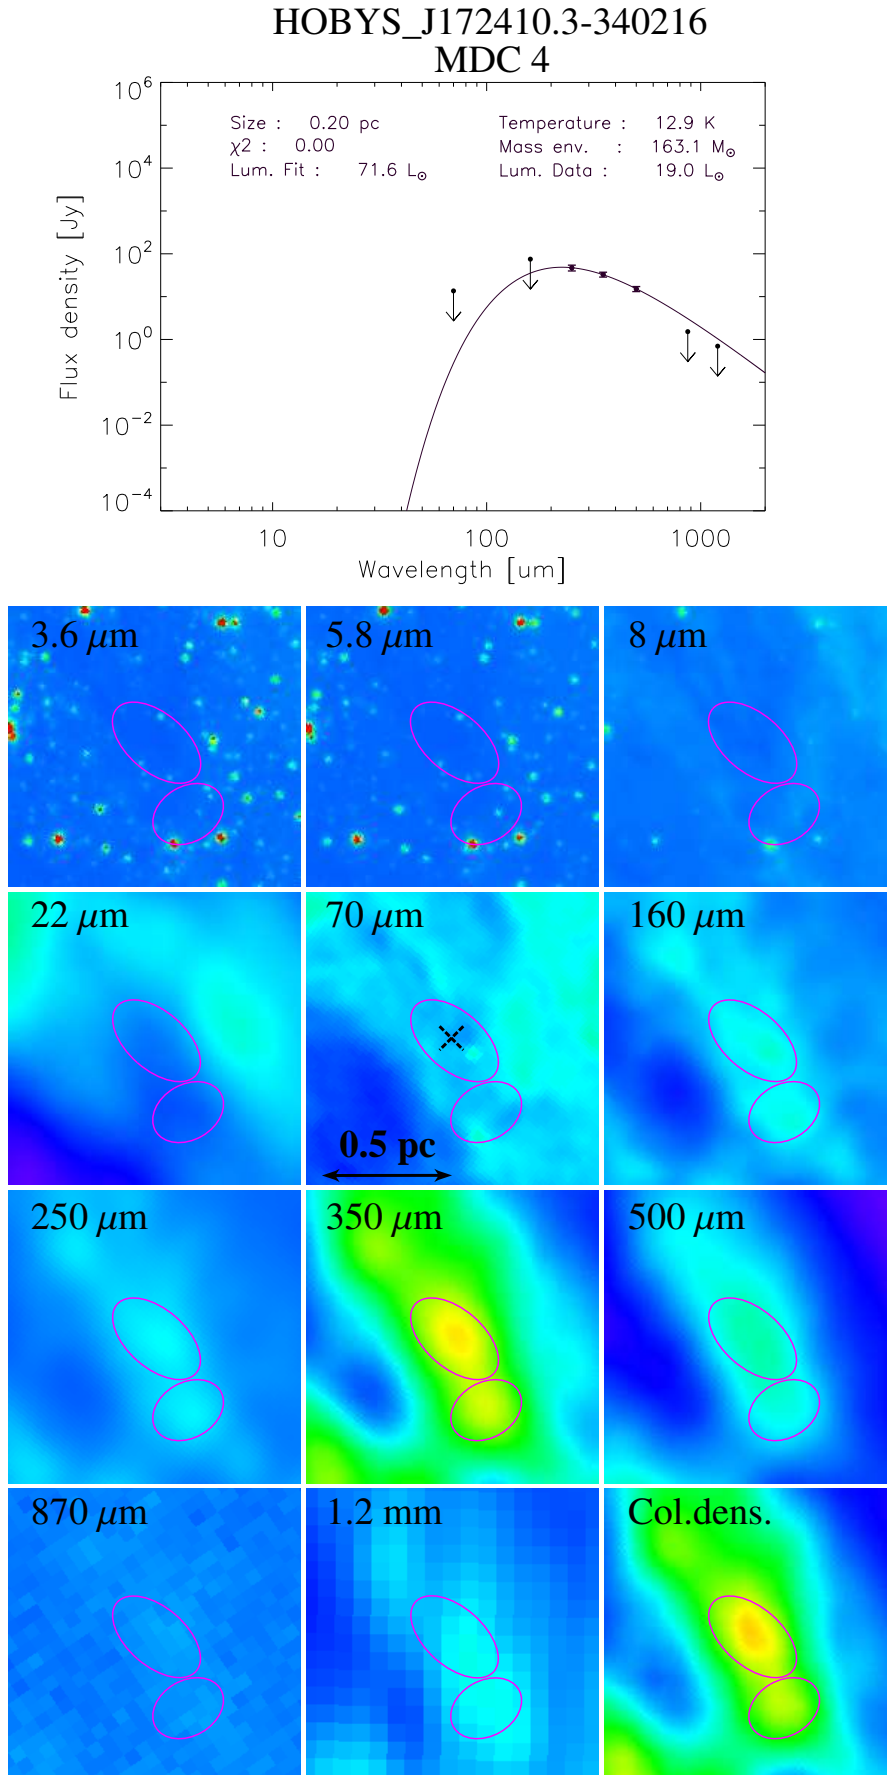 HOBYS_J172410.3-340216
MDC 4
Size : 0.20 pc
Temperature : 12.9 K
χ2 : 0.00
Mass env. : 163.1 M⊙
Lum. Fit : 71.6 L⊙
Lum. Data : 19.0 L⊙
Flux density [Jy]
10^6
10^4
10^2
10^0
10^-2
10^-4
10 100 1000
Wavelength [um]
3.6 μm
5.8 μm
8 μm
22 μm
70 μm
160 μm
0.5 pc
250 μm
350 μm
500 μm
870 μm
1.2 mm
Col.dens.